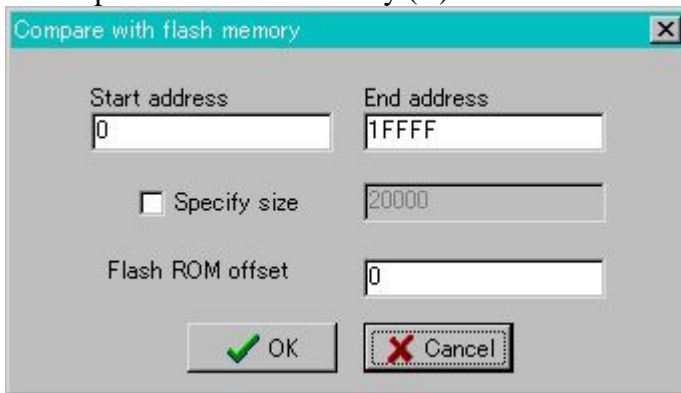 Compare with flash memory
Start address End address
0 1FFFF
Specify size 20000
Flash ROM offset 0
OK Cancel